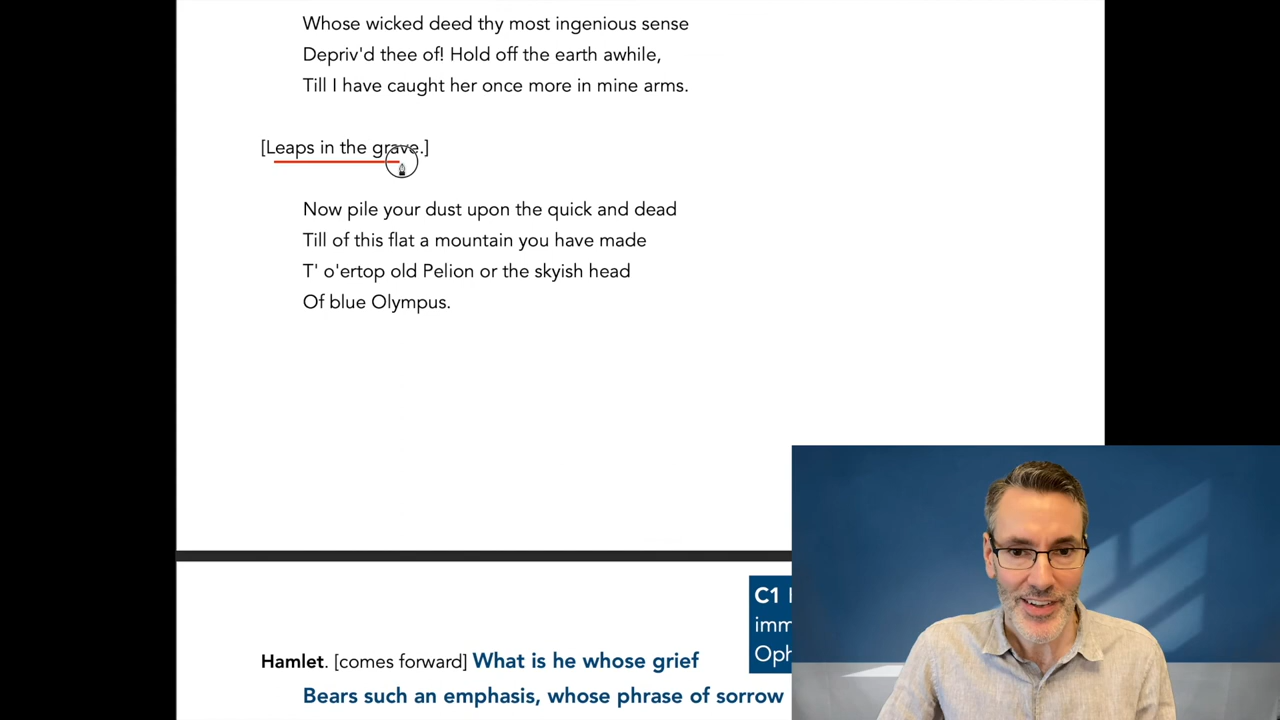 Whose wicked deed thy most ingenious sense
Depriv'd thee of! Hold off the earth awhile,
Till I have caught her once more in mine arms.
[Leaps in the grave.]
Now pile your dust upon the quick and dead
Till of this flat a mountain you have made
T' o'ertop old Pelion or the skyish head
Of blue Olympus.
C1
imm
Oph
Hamlet. [comes forward] What is he whose grief
Bears such an emphasis, whose phrase of sorrow